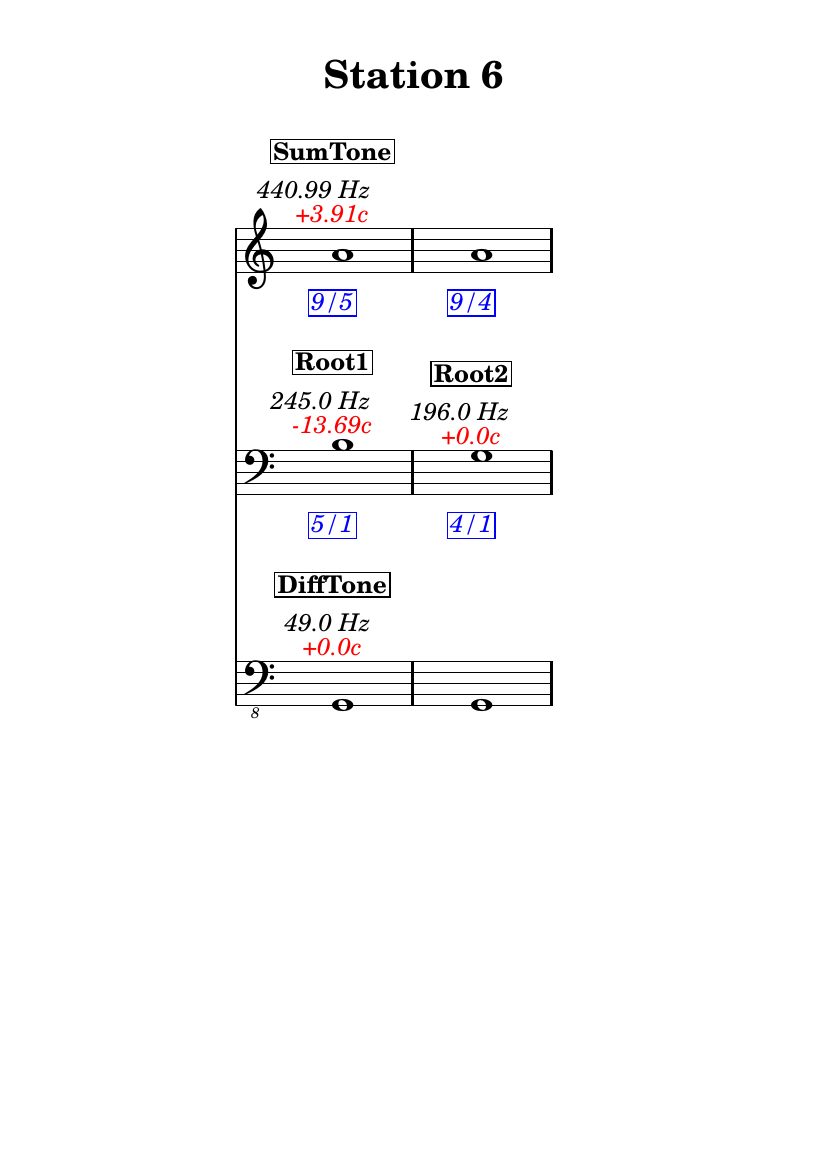 Station 6
SumTone
440.99 Hz
+3.91c
9/5 9/4
Root1 Root2
245.0 Hz 196.0 Hz
-13.69c +0.0c
5/1 4/1
DiffTone
49.0 Hz
+0.0c
8